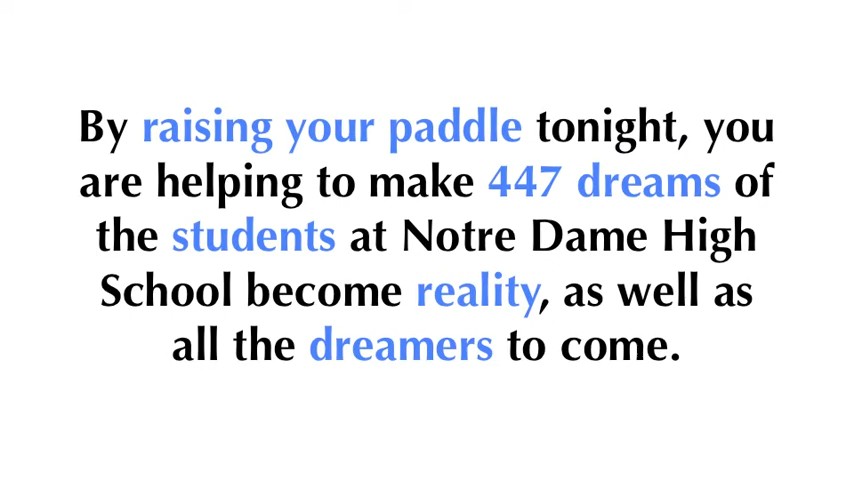 By raising your paddle tonight, you
are helping to make 447 dreams of
the students at Notre Dame High
School become reality, as well as
all the dreamers to come.